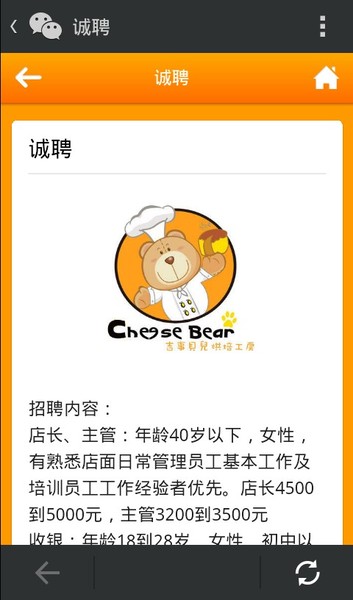 诚聘
诚聘
诚聘
Cheese Bear
吉事贝儿烘培工房
招聘内容：
店长、主管：年龄40岁以下，女性，
有熟悉店面日常管理员工基本工作及
培训员工工作经验者优先。店长4500
到5000元，主管3200到3500元
收银：年龄18到28岁，女性，初中以